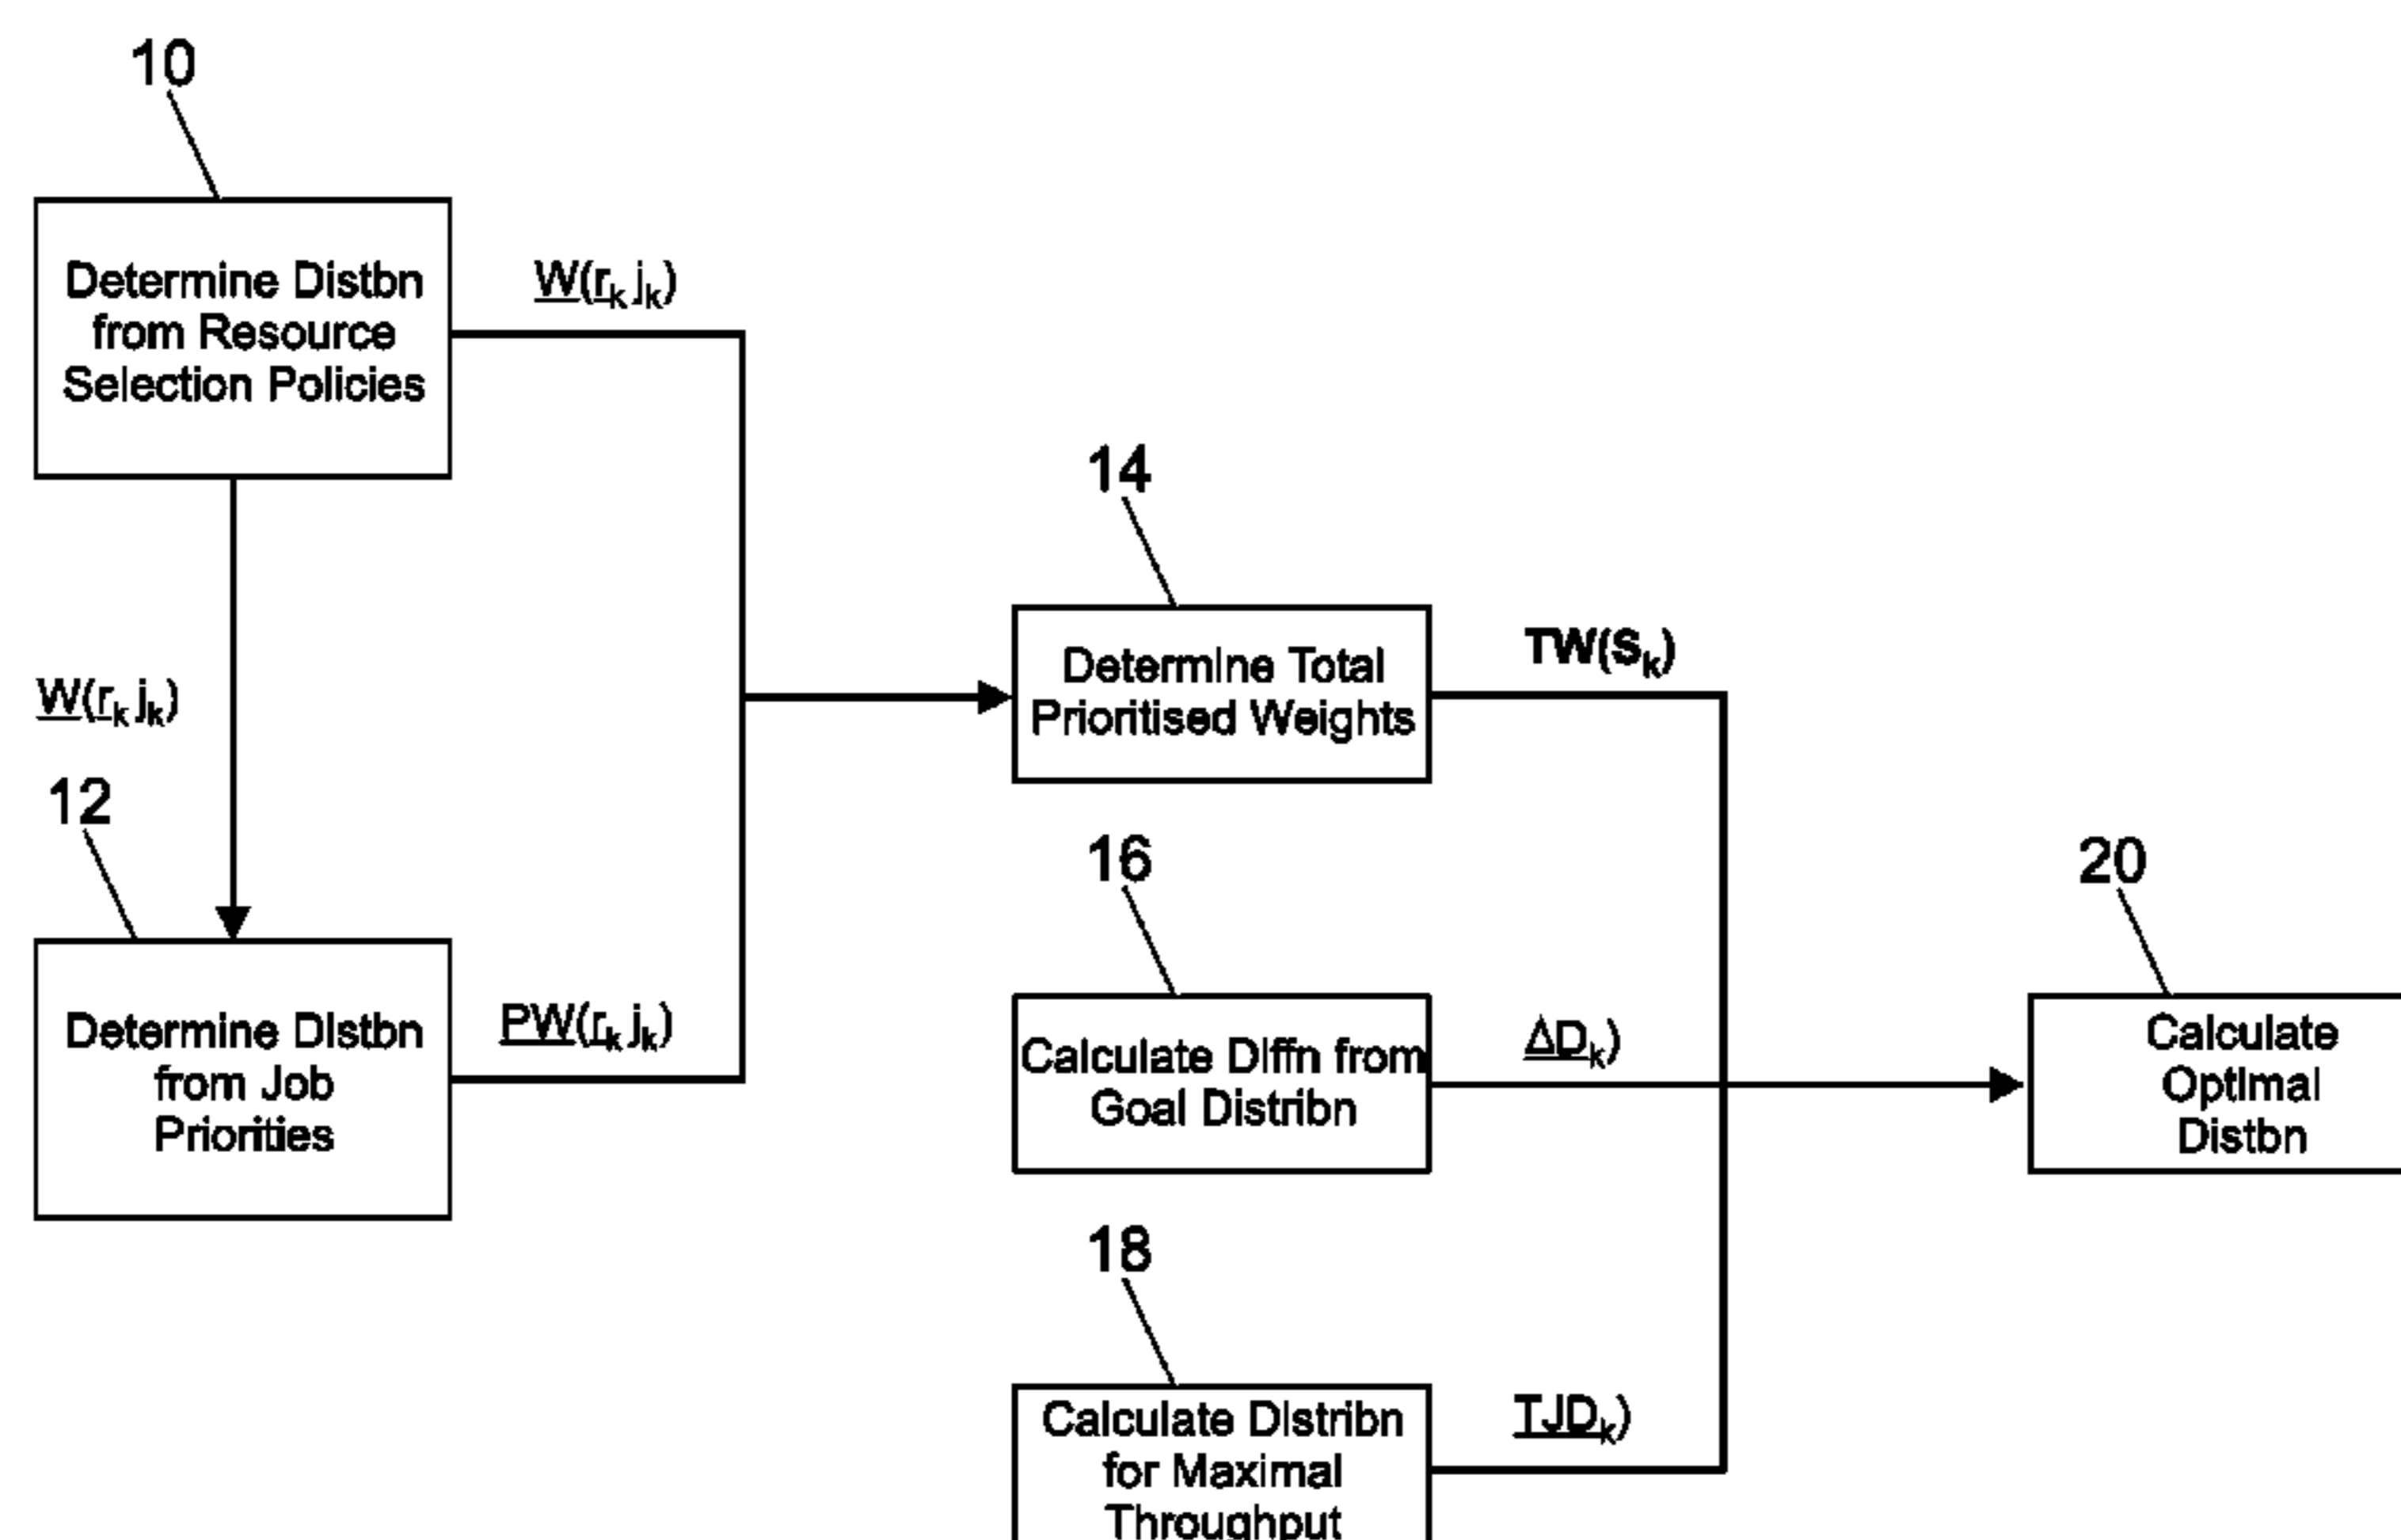 10
Determine Distbn
from Resource
Selection Policies
W(rk jk)
W(rk jk)
12
Determine Distbn
from Job
Priorities
PW(rk jk)
14
Determine Total
Prioritised Weights
TW(Sk)
16
Calculate Diffn from
Goal Distribn
ΔDk)
18
Calculate Distribn
for Maximal
Throughput
TJDk)
20
Calculate
Optimal
Distbn